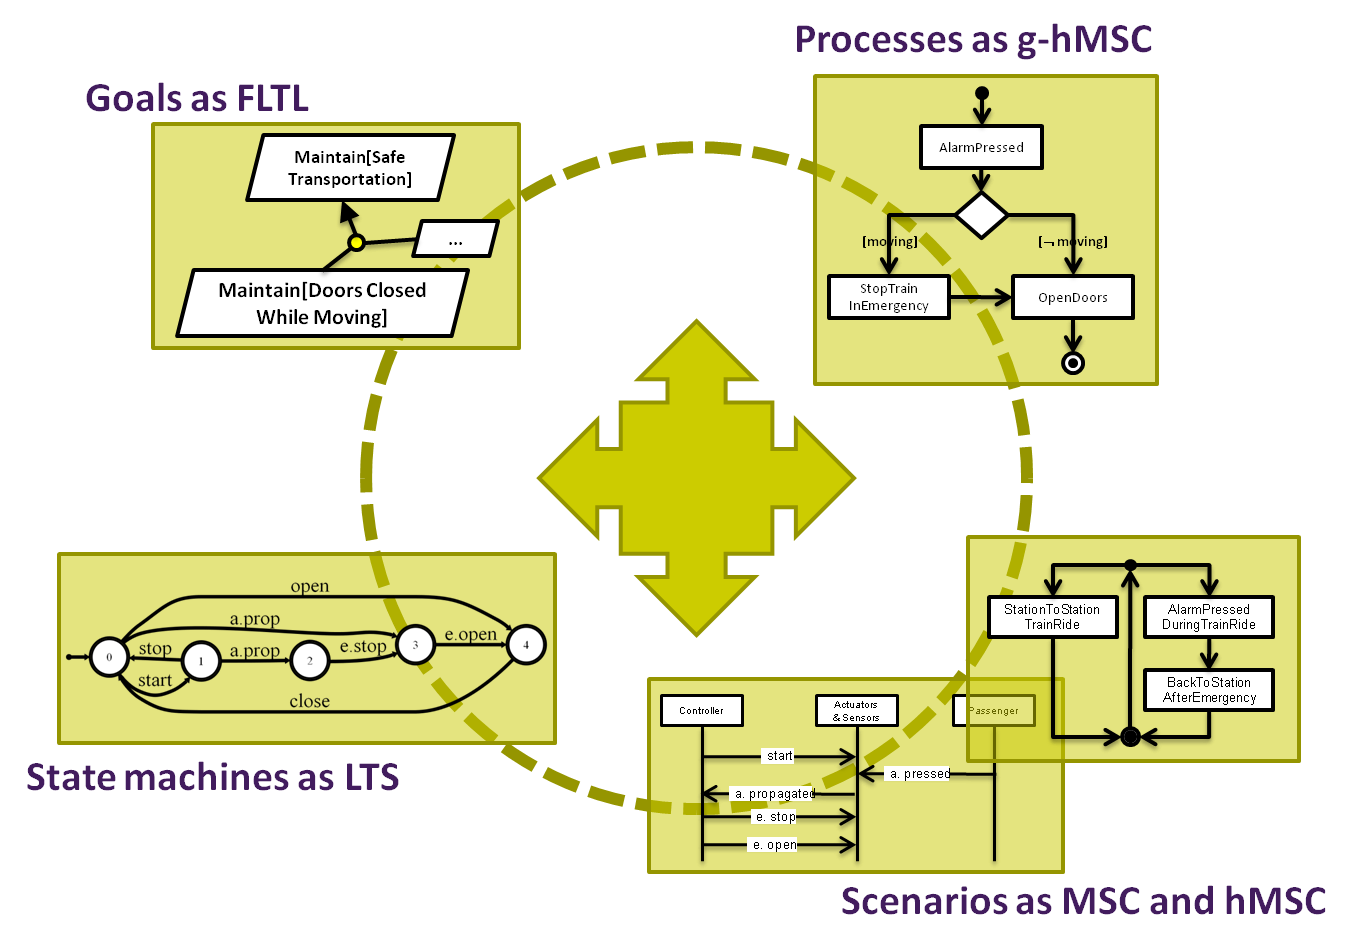 Processes as g-hMSC
Goals as FLTL
AlarmPressed
[moving]
[¬ moving]
StopTrain
InEmergency
OpenDoors
Maintain[Safe
Transportation]
...
Maintain[Doors Closed
While Moving]
open
a.prop
stop
a.prop
e.stop
e.open
start
close
0
1
2
3
4
State machines as LTS
StationToStation
TrainRide
AlarmPressed
DuringTrainRide
BackToStation
AfterEmergency
Controller
Actuators
& Sensors
Passenger
start
a. pressed
a. propagated
e. stop
e. open
Scenarios as MSC and hMSC